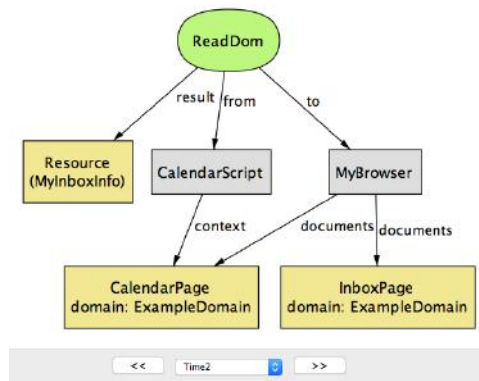 ReadDom
result
from
to
Resource
(MyInboxInfo)
CalendarScript
MyBrowser
context
documents
documents
CalendarPage
domain: ExampleDomain
InboxPage
domain: ExampleDomain
<<
Time2
>>